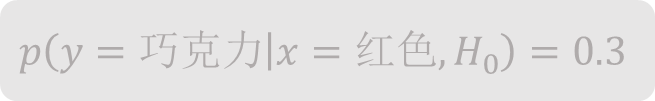 p(y = 巧克力|x = 红色, H₀) = 0.3